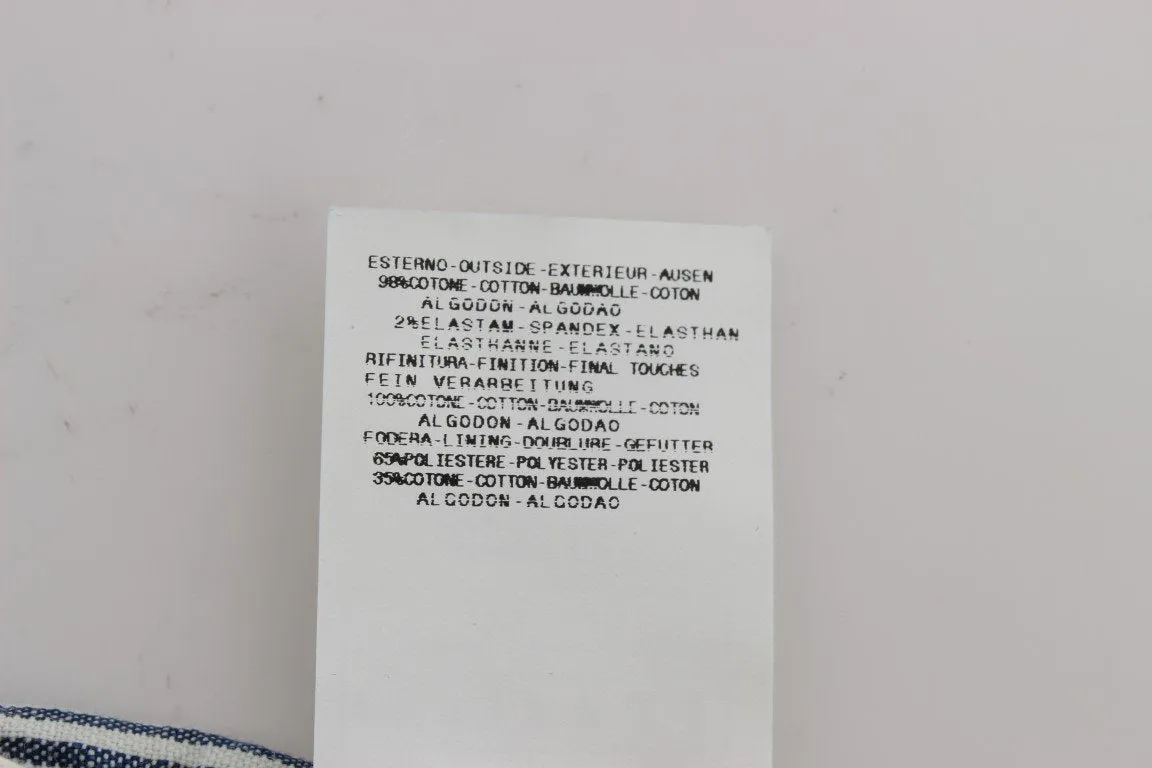 ESTERNO-OUTSIDE-EXTERIEUR-AUSEN
98%COTONE-COTTON-BAUMWOLLE-COTON
ALGODON-ALGODAO
2%ELASTAM-SPANDEX-ELASTHAN
ELASTHANNE-ELASTANO
RIFINITURA-FINITION-FINAL TOUCHES
FEIN VERARBEITUNG
100%COTONE-COTTON-BAUMWOLLE-COTON
ALGODON-ALGODAO
FODERA-LINING-DOUBLURE-GEFUTTER
65%POLIESTERE-POLYESTER-POLIESTER
35%COTONE-COTTON-BAUMWOLLE-COTON
ALGODON-ALGODAO